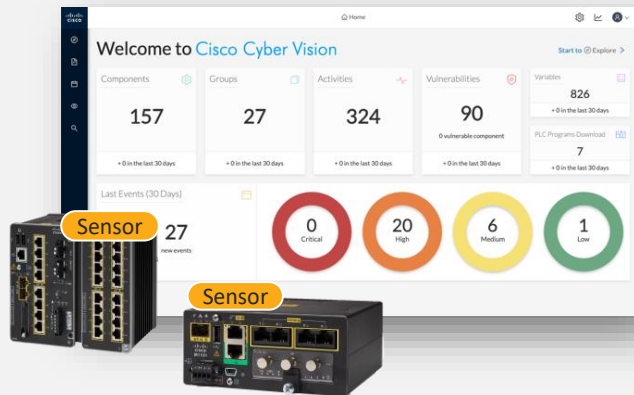 cisco
Home
Welcome to Cisco Cyber Vision
Start to Explore >
Components
157
+ 0 in the last 30 days
Groups
27
+ 0 in the last 30 days
Activities
324
+ 0 in the last 30 days
Vulnerabilities
90
0 vulnerable component
+ 0 in the last 30 days
Variables
826
+ 0 in the last 30 days
PLC Programs Download
7
+ 0 in the last 30 days
Last Events (30 Days)
27
new events
0
Critical
20
High
6
Medium
1
Low
Sensor
Sensor
cisco